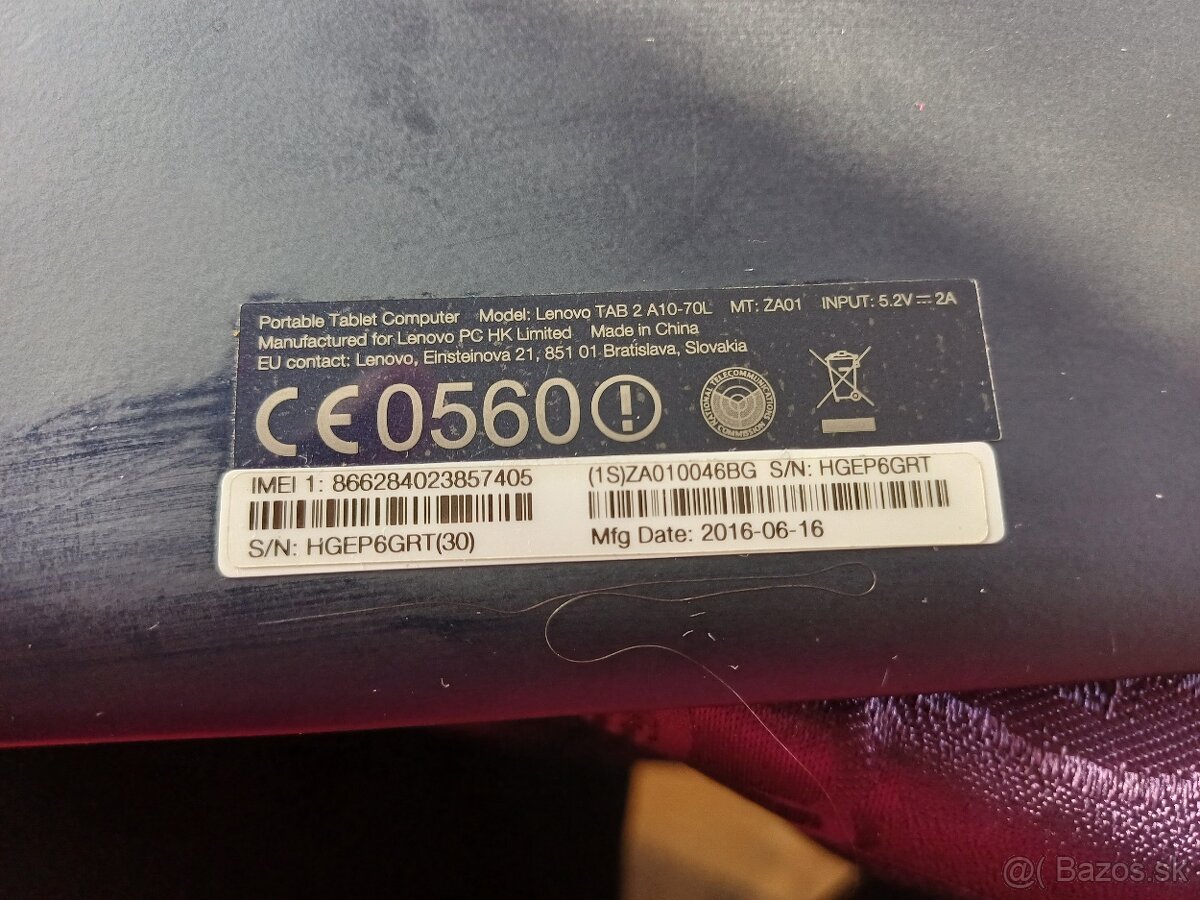 Portable Tablet Computer Model: Lenovo TAB 2 A10-70L MT: ZA01 INPUT: 5.2V⎓2A
Manufactured for Lenovo PC HK Limited Made in China
EU contact: Lenovo, Einsteinova 21, 851 01 Bratislava, Slovakia
CE0560
NATIONAL TELECOMMUNICATIONS COMMISSION
IMEI 1: 866284023857405
S/N: HGEP6GRT(30)
(1S)ZA010046BG S/N: HGEP6GRT
Mfg Date: 2016-06-16
@( Bazos.sk